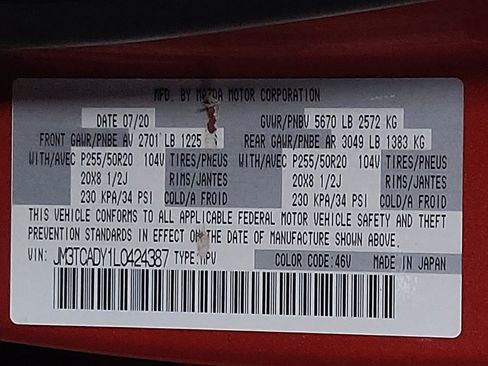 MFD. BY MAZDA MOTOR CORPORATION
DATE 07/20 GVWR/PNBV 5670 LB 2572 KG
FRONT GAWR/PNBE AV 2701 LB 1225 REAR GAWR/PNBE AR 3049 LB 1383 KG
WITH/AVEC P255/50R20 104V TIRES/PNEUS WITH/AVEC P255/50R20 104V TIRES/PNEUS
20X8 1/2J RIMS/JANTES 20X8 1/2J RIMS/JANTES
230 KPA/34 PSI COLD/A FROID 230 KPA/34 PSI COLD/A FROID
THIS VEHICLE CONFORMS TO ALL APPLICABLE FEDERAL MOTOR VEHICLE SAFETY AND THEFT
PREVENTION STANDARDS IN EFFECT ON THE DATE OF MANUFACTURE SHOWN ABOVE.
VIN: JM3TCADY1L0424387 TYPE:MPV COLOR CODE:46V MADE IN JAPAN